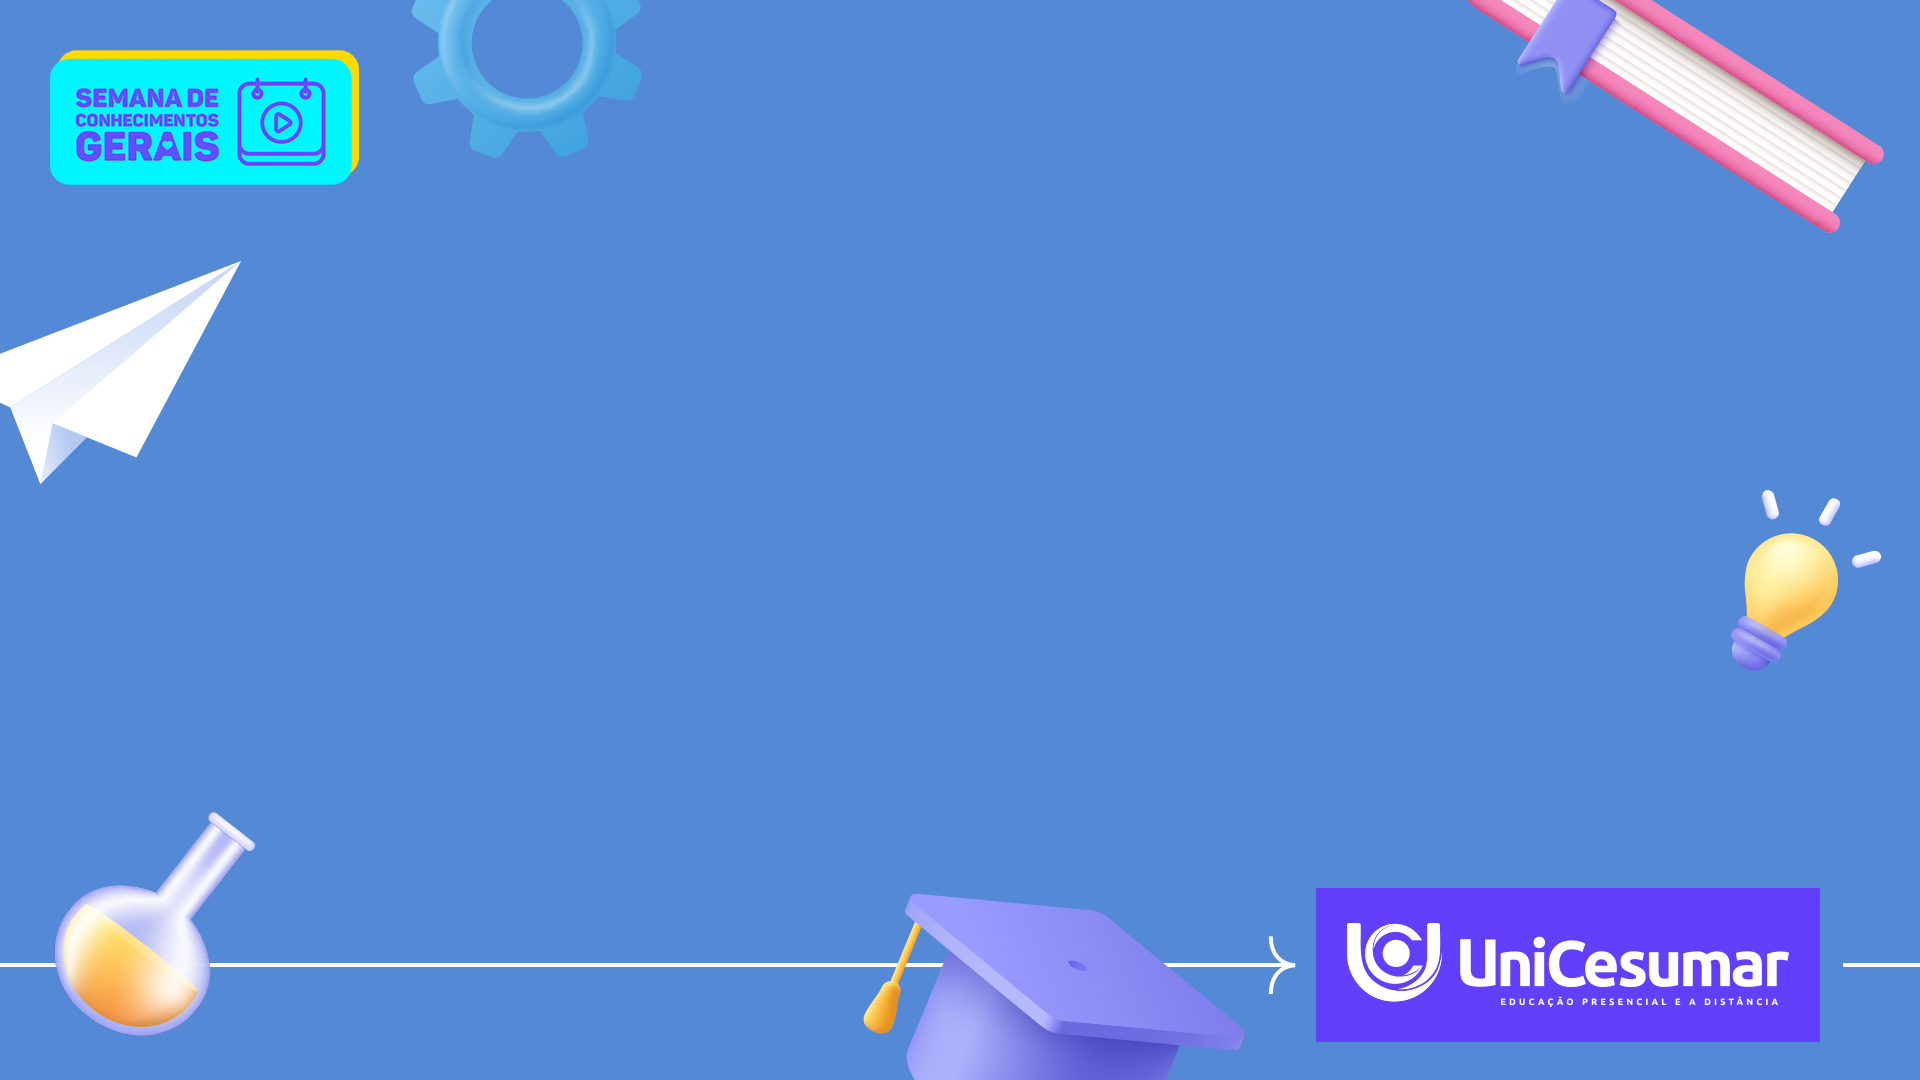 SEMANA DE
CONHECIMENTOS
GERAIS
UniCesumar
EDUCAÇÃO PRESENCIAL E A DISTÂNCIA